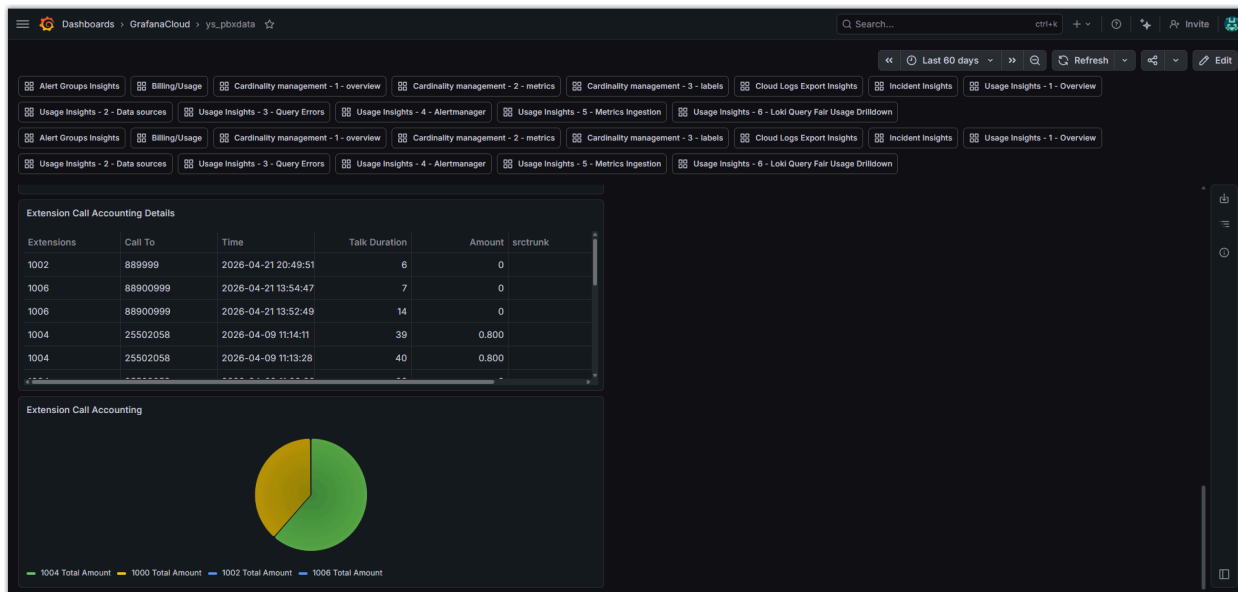 Dashboards › GrafanaCloud › ys_pbxdata
Search... ctrl+k
Invite
Last 60 days
Refresh
Edit
Alert Groups Insights Billing/Usage Cardinality management - 1 - overview Cardinality management - 2 - metrics Cardinality management - 3 - labels Cloud Logs Export Insights Incident Insights Usage Insights - 1 - Overview
Usage Insights - 2 - Data sources Usage Insights - 3 - Query Errors Usage Insights - 4 - Alertmanager Usage Insights - 5 - Metrics Ingestion Usage Insights - 6 - Loki Query Fair Usage Drilldown
Alert Groups Insights Billing/Usage Cardinality management - 1 - overview Cardinality management - 2 - metrics Cardinality management - 3 - labels Cloud Logs Export Insights Incident Insights Usage Insights - 1 - Overview
Usage Insights - 2 - Data sources Usage Insights - 3 - Query Errors Usage Insights - 4 - Alertmanager Usage Insights - 5 - Metrics Ingestion Usage Insights - 6 - Loki Query Fair Usage Drilldown
Extension Call Accounting Details
Extensions Call To Time Talk Duration Amount srctrunk
1002 889999 2026-04-21 20:49:51 6 0
1006 88900999 2026-04-21 13:54:47 7 0
1006 88900999 2026-04-21 13:52:49 14 0
1004 25502058 2026-04-09 11:14:11 39 0.800
1004 25502058 2026-04-09 11:13:28 40 0.800
Extension Call Accounting
1004 Total Amount 1000 Total Amount 1002 Total Amount 1006 Total Amount